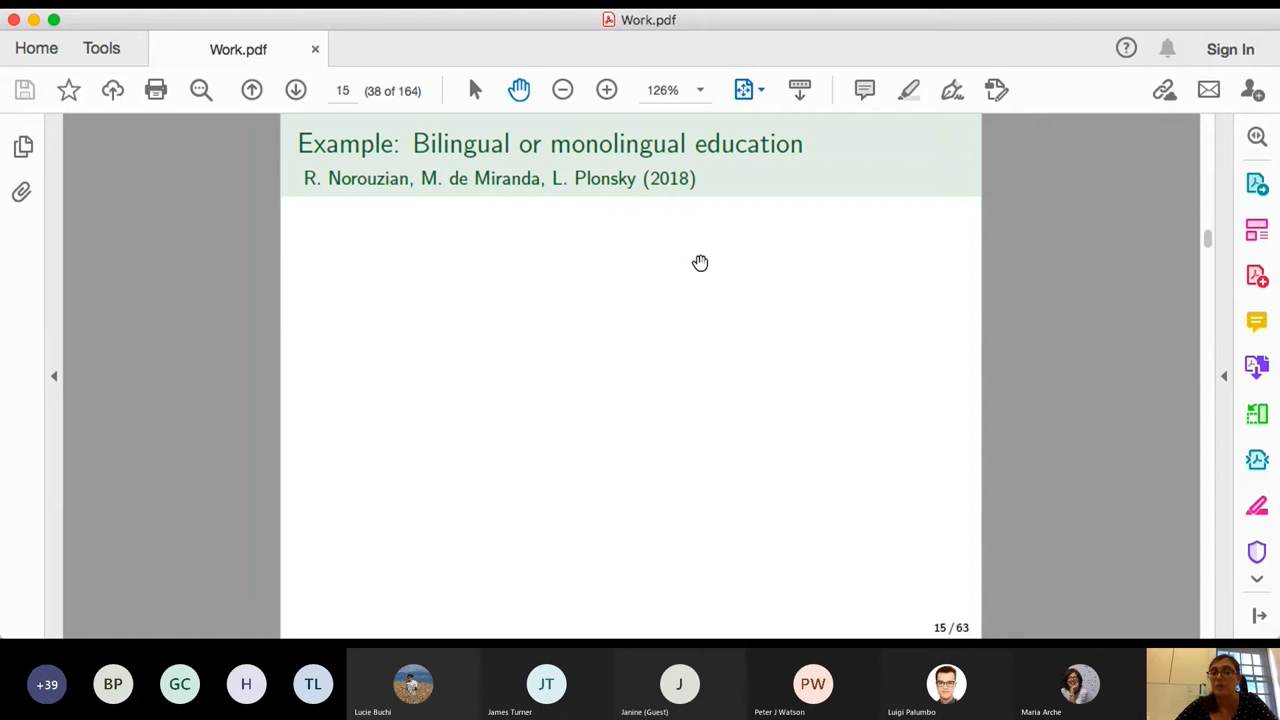 Work.pdf
Home
Tools
Work.pdf
Sign In
15
(38 of 164)
126%
Example: Bilingual or monolingual education
R. Norouzian, M. de Miranda, L. Plonsky (2018)
15 / 63
+39
BP
GC
H
TL
JT
J
PW
Lucie Buchi
James Turner
Janine (Guest)
Peter J Watson
Luigi Palumbo
Maria Arche